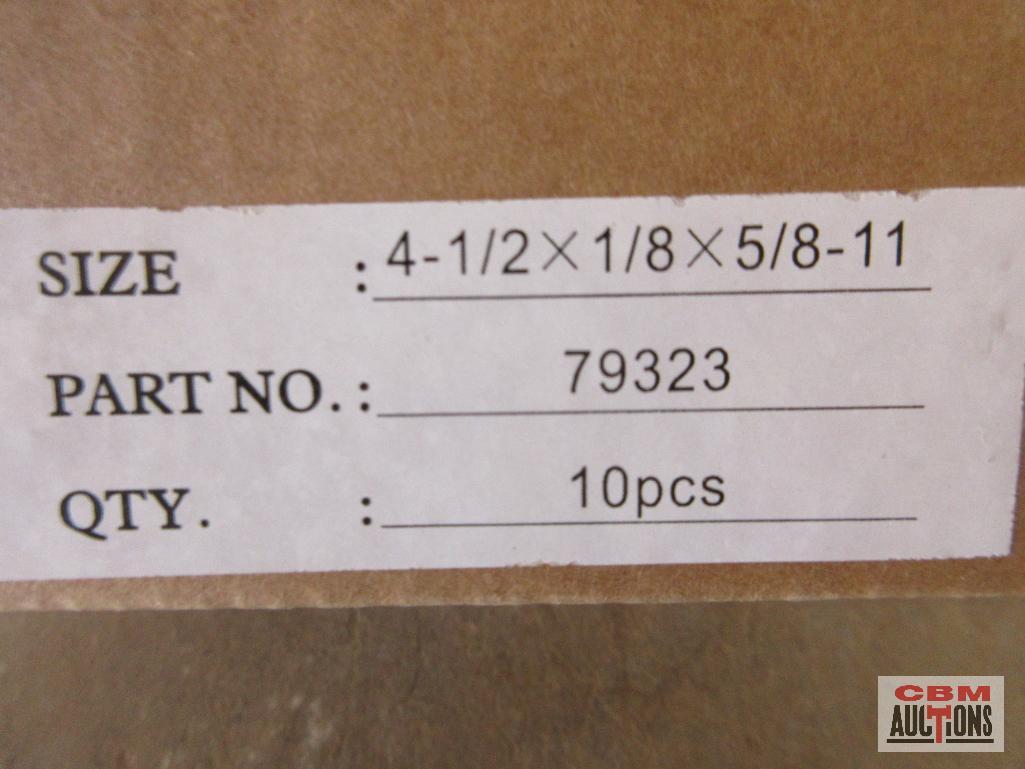 SIZE : 4-1/2×1/8×5/8-11
PART NO. : 79323
QTY. : 10pcs
CBM
AUCTIONS